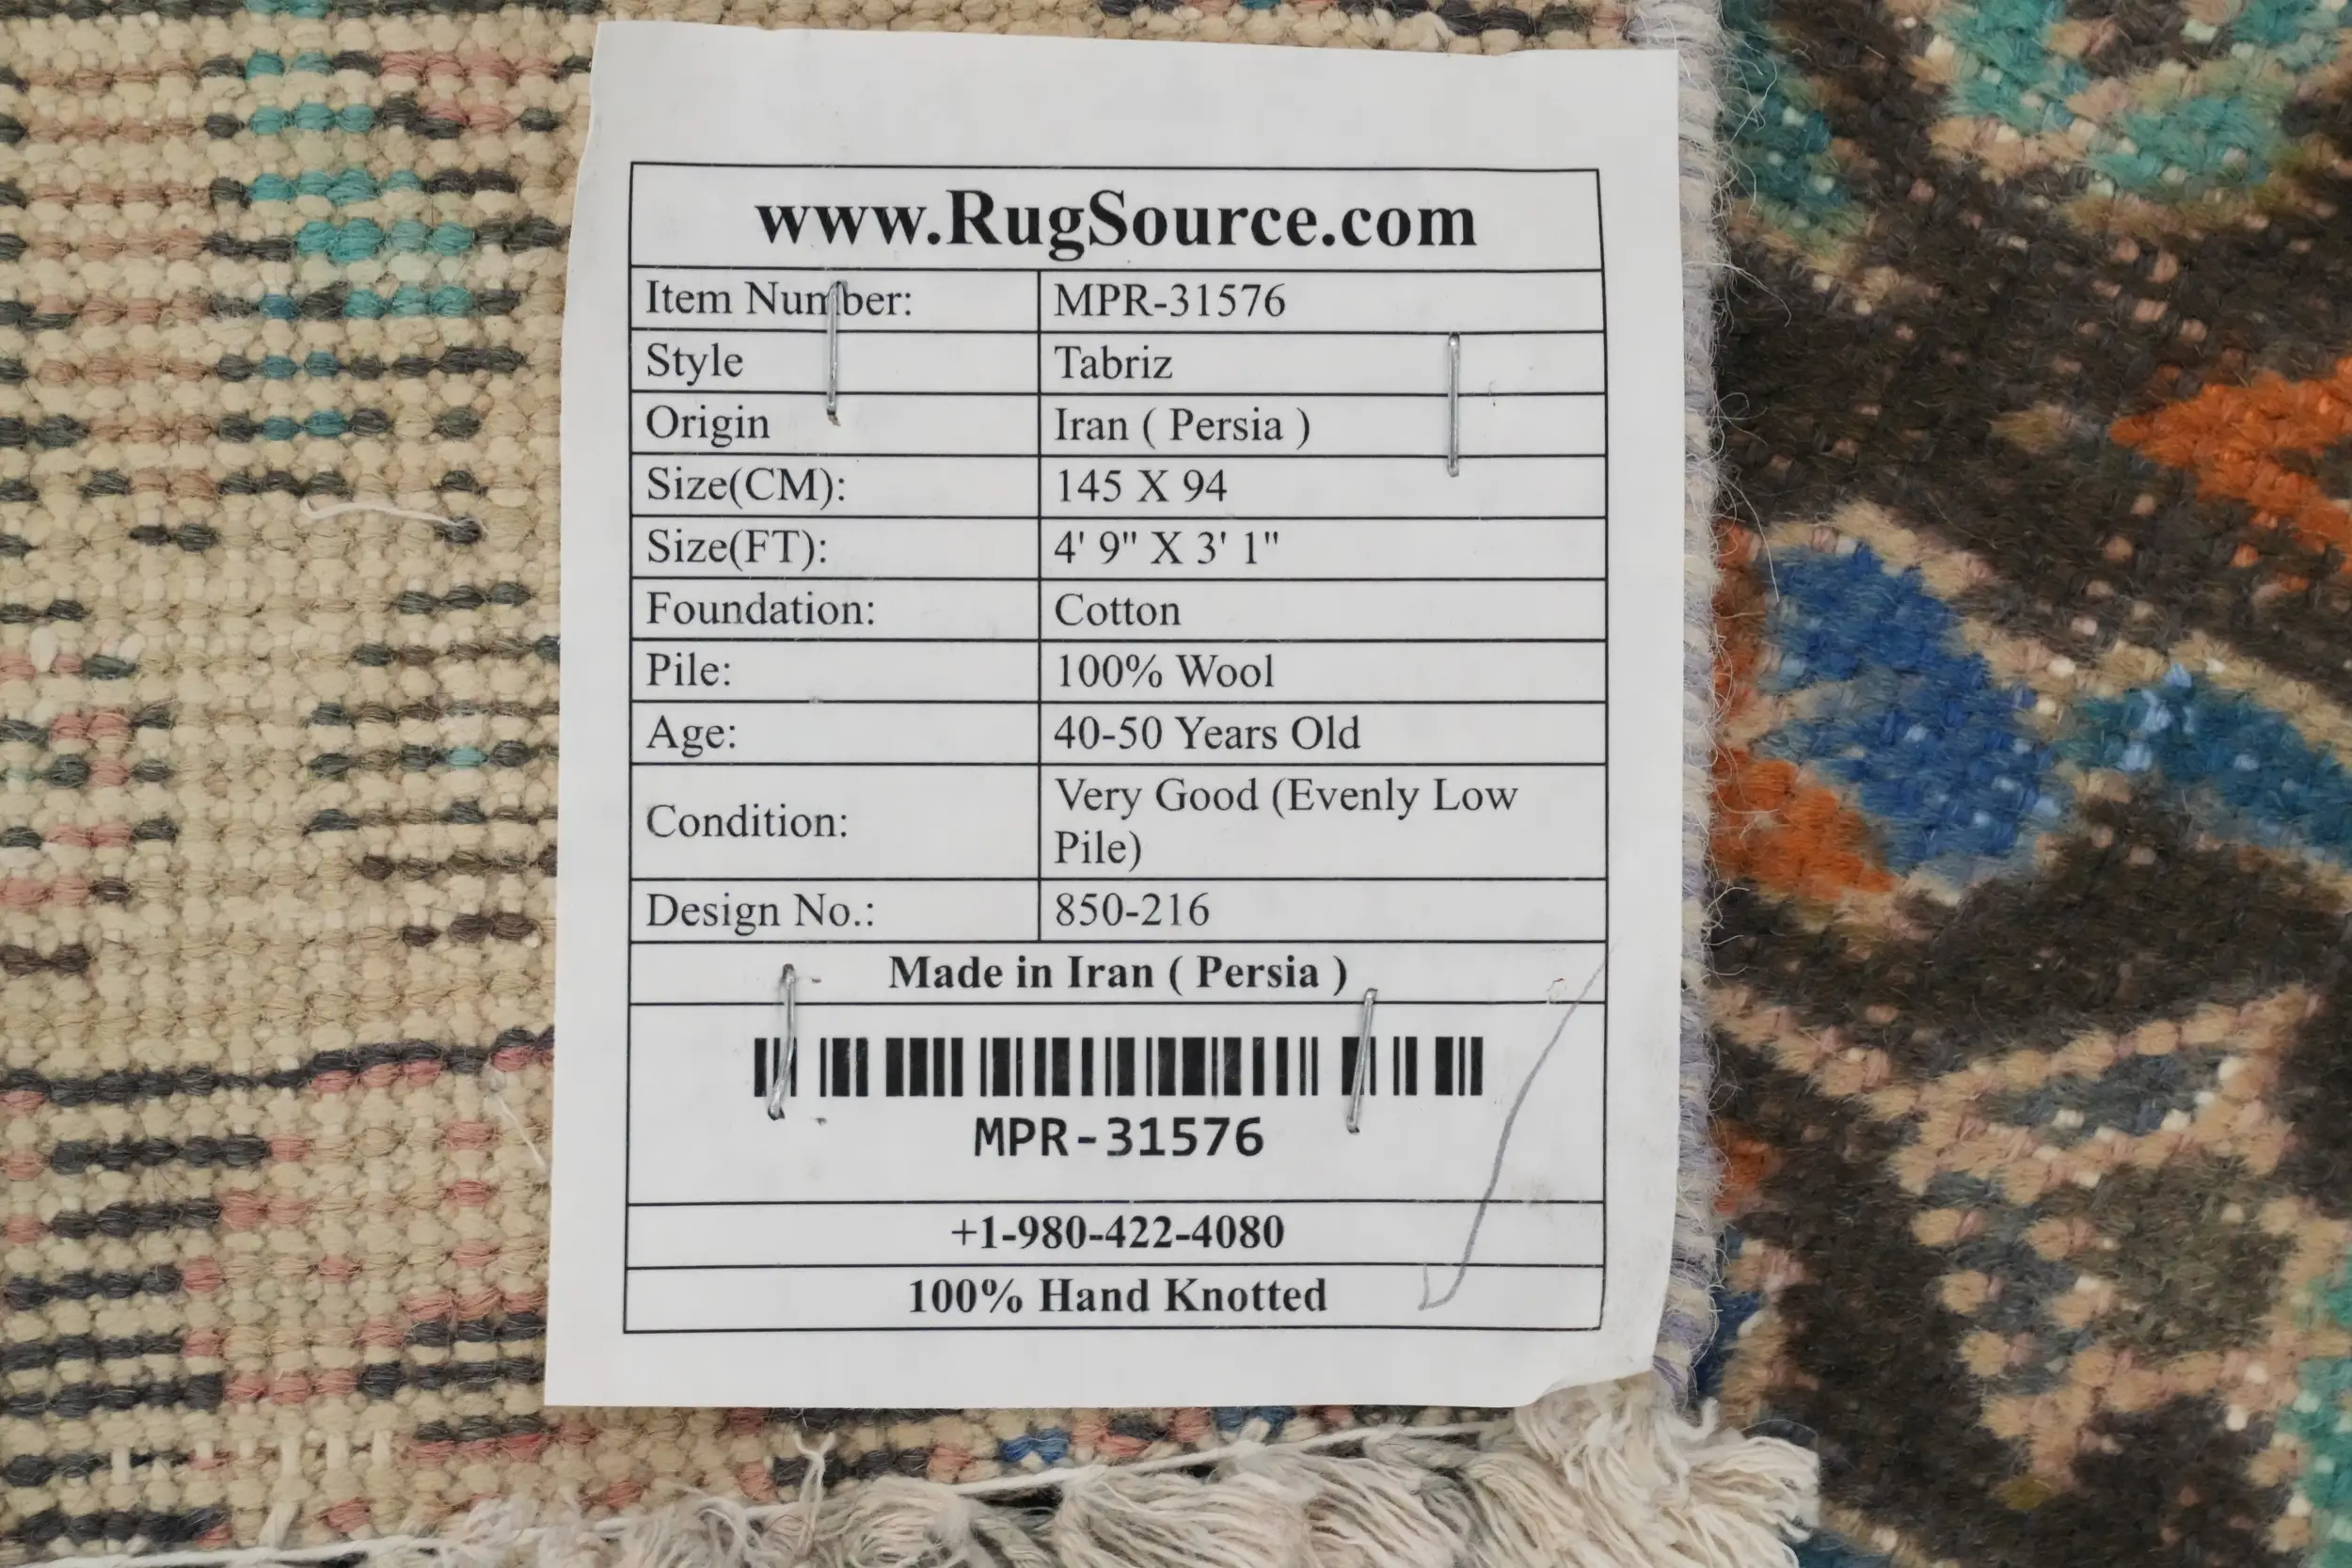 www.RugSource.com
Item Number: MPR-31576
Style Tabriz
Origin Iran ( Persia )
Size(CM): 145 X 94
Size(FT): 4' 9" X 3' 1"
Foundation: Cotton
Pile: 100% Wool
Age: 40-50 Years Old
Condition: Very Good (Evenly Low
Pile)
Design No.: 850-216
Made in Iran ( Persia )
MPR-31576
+1-980-422-4080
100% Hand Knotted